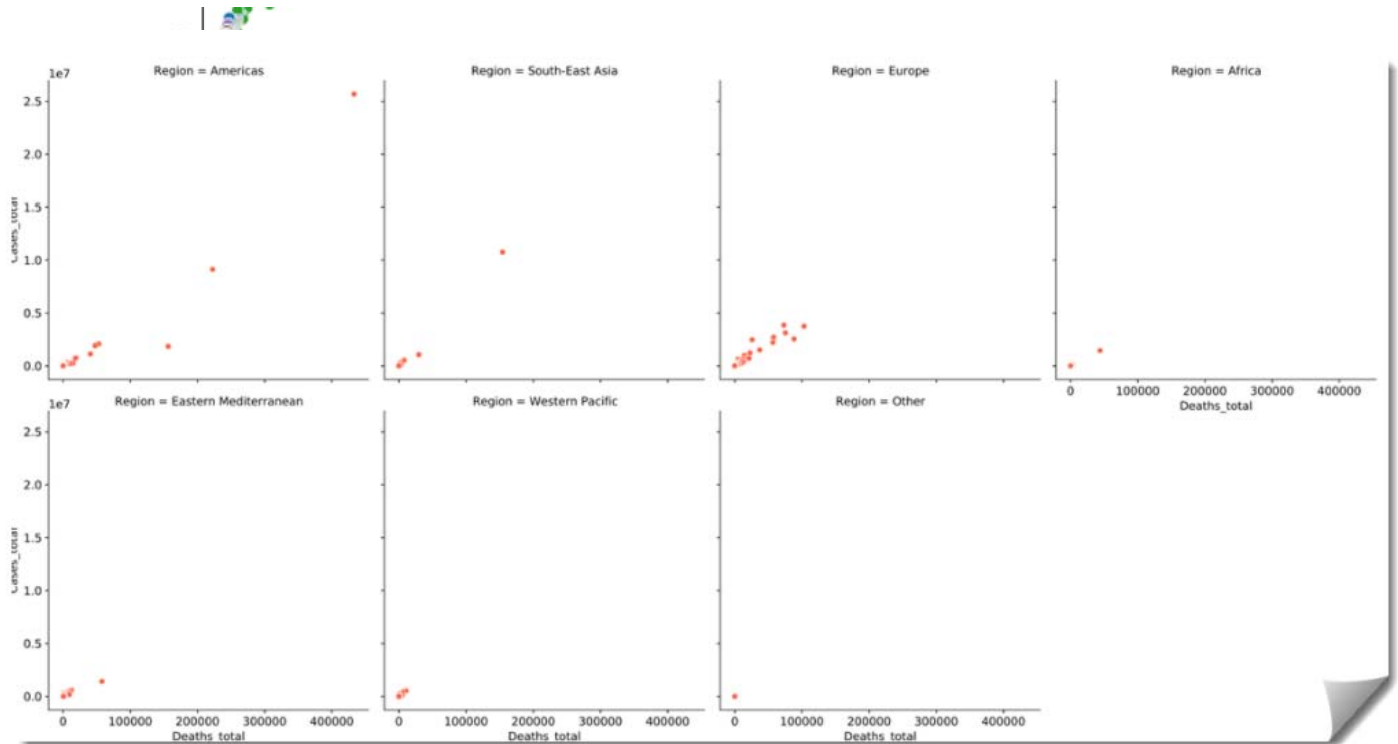 Region = Americas
Region = South-East Asia
Region = Europe
Region = Africa
1e7
2.5
2.0
1.5
1.0
0.5
0.0
Cases_total
0 100000 200000 300000 400000
Deaths_total
Region = Eastern Mediterranean
Region = Western Pacific
Region = Other
1e7
2.5
2.0
1.5
1.0
0.5
0.0
Cases_total
0 100000 200000 300000 400000
0 100000 200000 300000 400000
0 100000 200000 300000 400000
Deaths_total
Deaths_total
Deaths_total